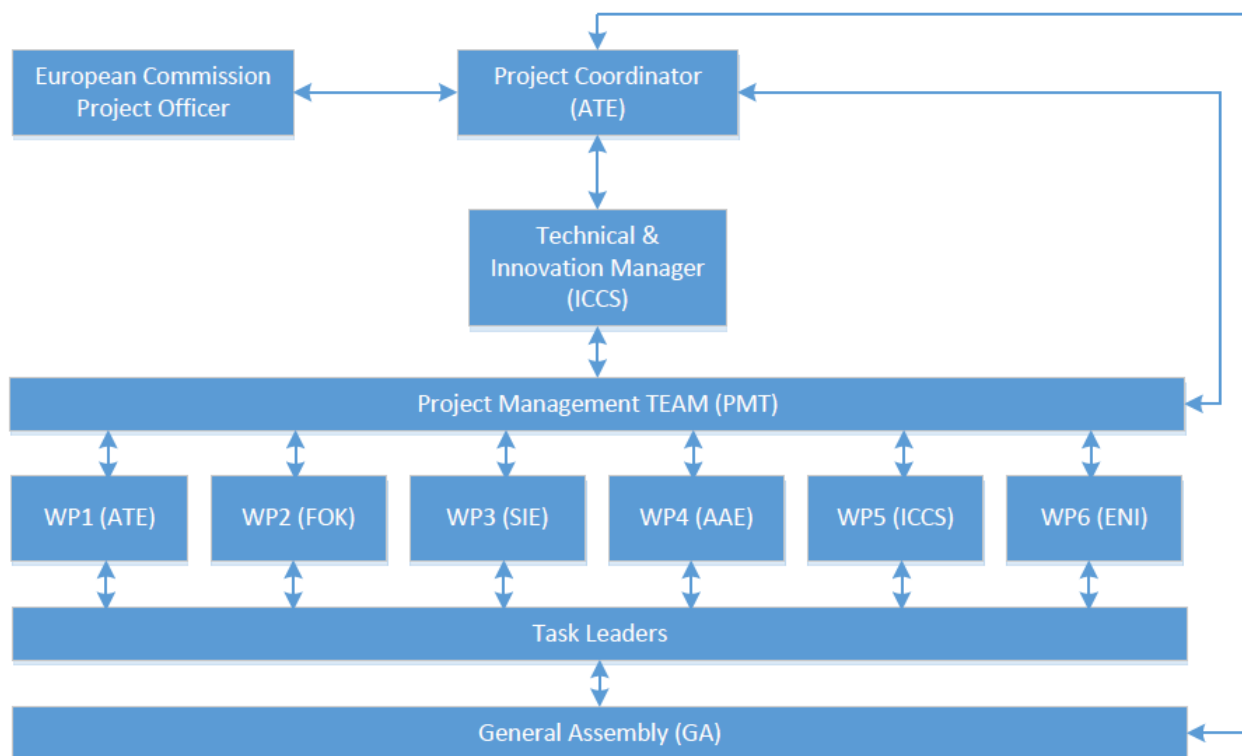 European Commission
Project Officer
Project Coordinator
(ATE)
Technical &
Innovation Manager
(ICCS)
Project Management TEAM (PMT)
WP1 (ATE)
WP2 (FOK)
WP3 (SIE)
WP4 (AAE)
WP5 (ICCS)
WP6 (ENI)
Task Leaders
General Assembly (GA)